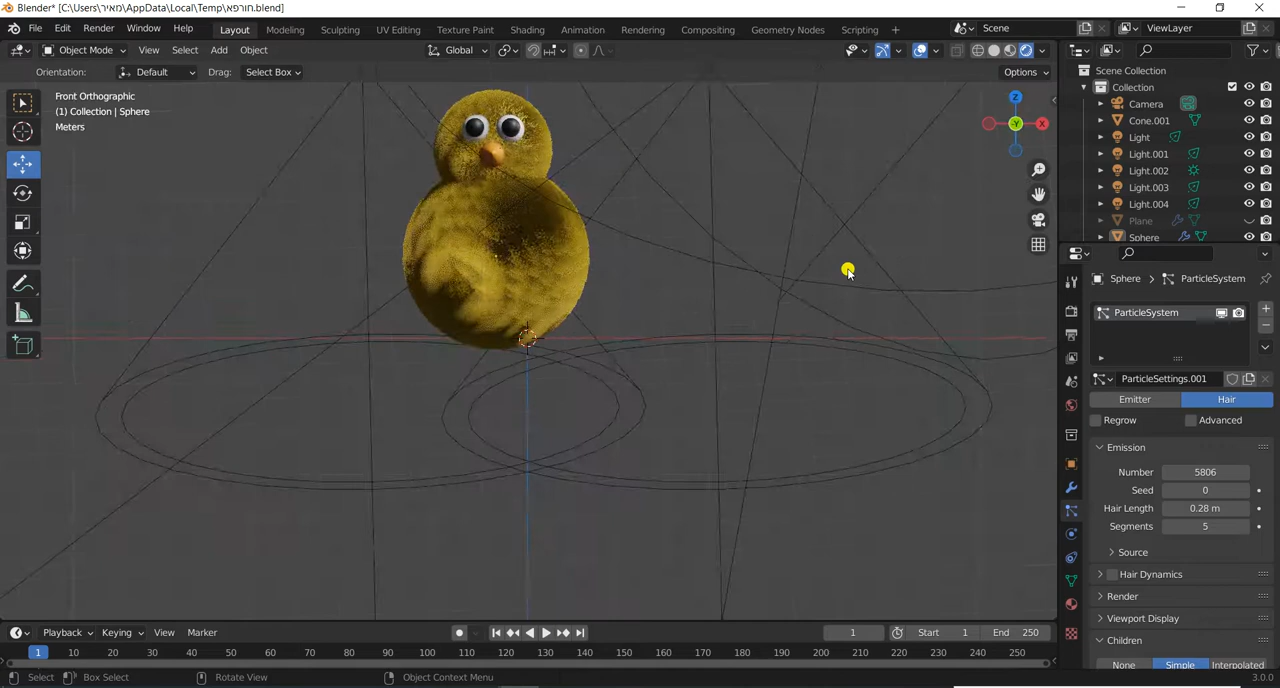 Blender* [C:\Users\מאיר\AppData\Local\Temp\חורפא.blend]
File Edit Render Window Help Layout Modeling Sculpting UV Editing Texture Paint Shading Animation Rendering Compositing Geometry Nodes Scripting Scene ViewLayer
Object Mode View Select Add Object Global
Orientation: Default Drag: Select Box Options
Front Orthographic
(1) Collection | Sphere
Meters
Z
-Y
X
Scene Collection
Collection
Camera
Cone.001
Light
Light.001
Light.002
Light.003
Light.004
Plane
Sphere
Sphere > ParticleSystem
ParticleSystem
ParticleSettings.001
Emitter Hair
Regrow Advanced
Emission
Number 5806
Seed 0
Hair Length 0.28 m
Segments 5
Source
Hair Dynamics
Render
Viewport Display
Children
None Simple Interpolated
Playback Keying View Marker 1 Start 1 End 250
1 10 20 30 40 50 60 70 80 90 100 110 120 130 140 150 160 170 180 190 200 210 220 230 240 250
Select Box Select Rotate View Object Context Menu 3.0.0